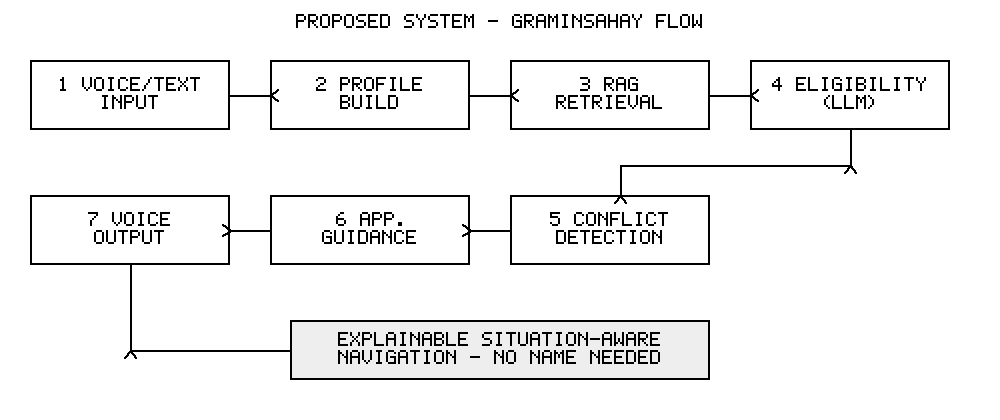 PROPOSED SYSTEM - GRAMINSAHAY FLOW
1 VOICE/TEXT
INPUT
2 PROFILE
BUILD
3 RAG
RETRIEVAL
4 ELIGIBILITY
(LLM)
5 CONFLICT
DETECTION
6 APP.
GUIDANCE
7 VOICE
OUTPUT
EXPLAINABLE SITUATION-AWARE
NAVIGATION - NO NAME NEEDED